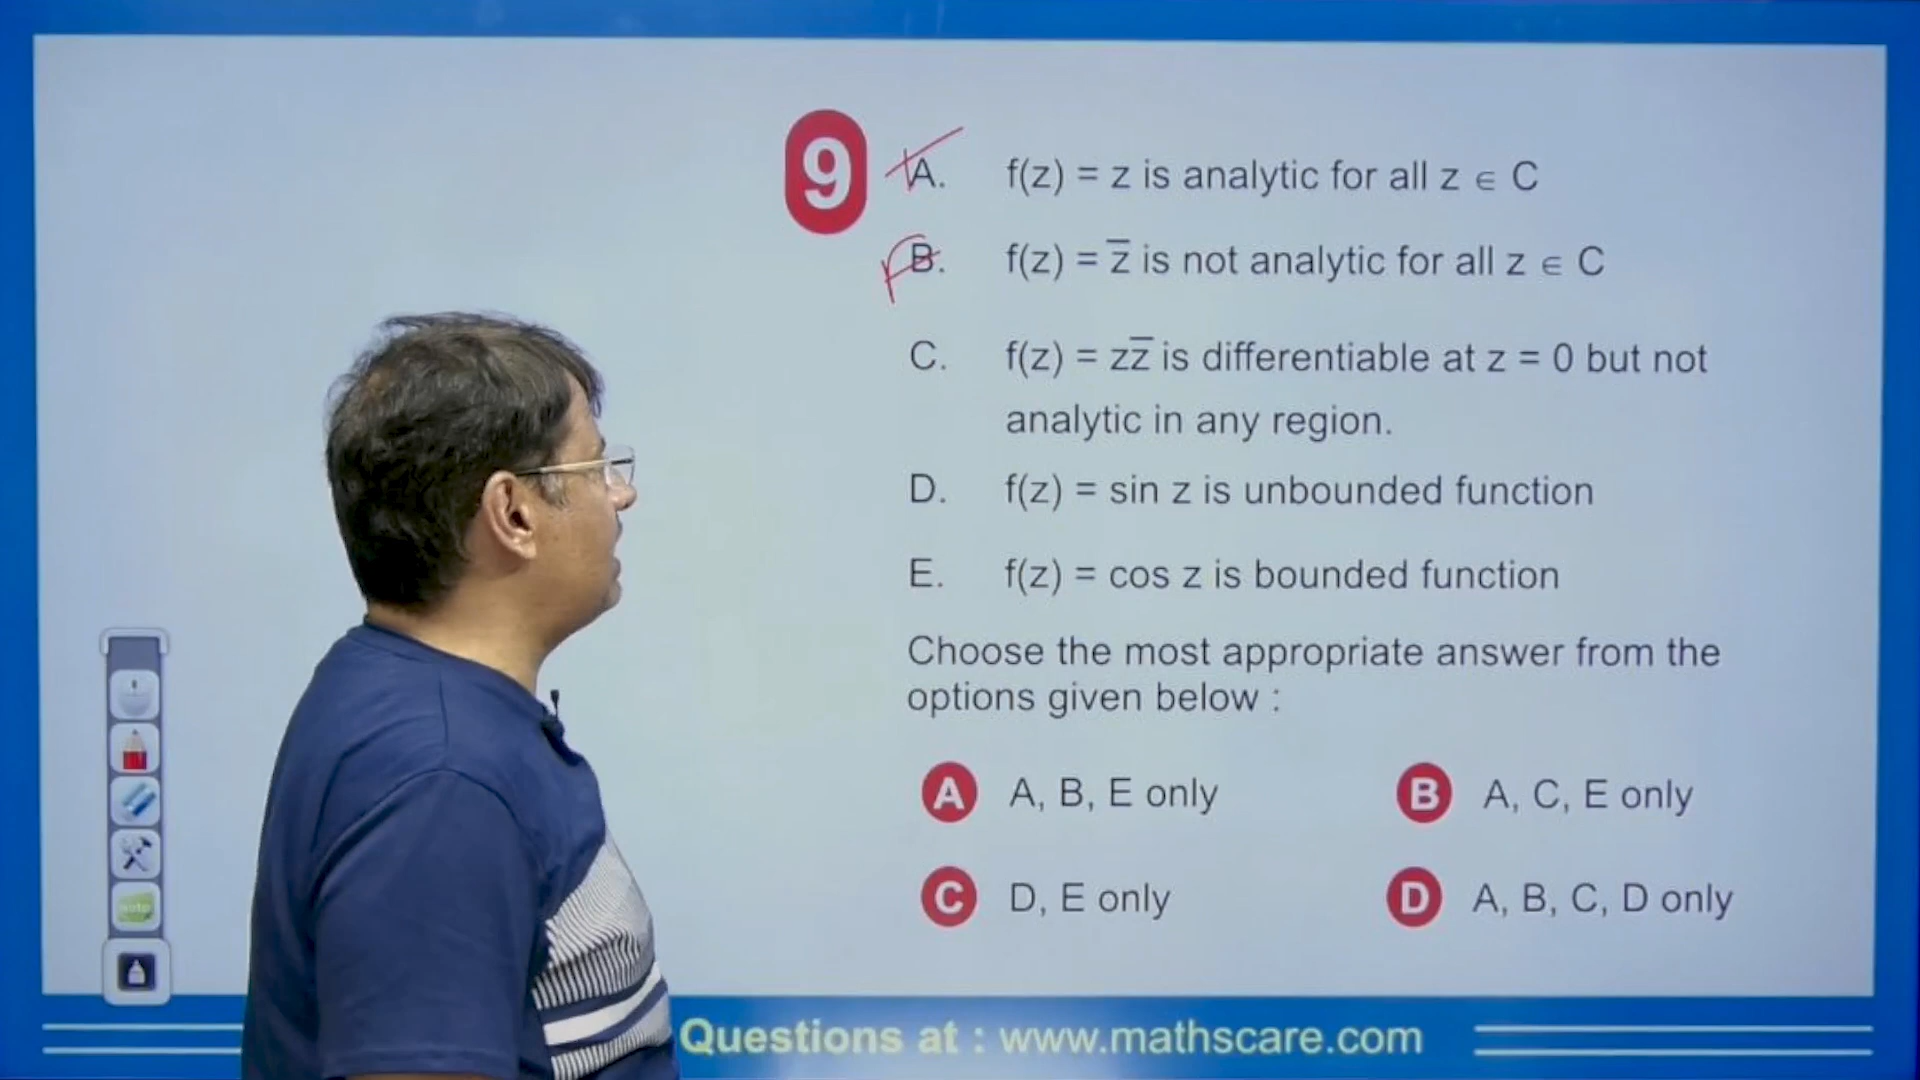 9
A. f(z) = z is analytic for all z ∈ C
B. f(z) = z̅ is not analytic for all z ∈ C
C. f(z) = zz̅ is differentiable at z = 0 but not
analytic in any region.
D. f(z) = sin z is unbounded function
E. f(z) = cos z is bounded function
Choose the most appropriate answer from the
options given below :
A A, B, E only
B A, C, E only
C D, E only
D A, B, C, D only
Questions at : www.mathscare.com